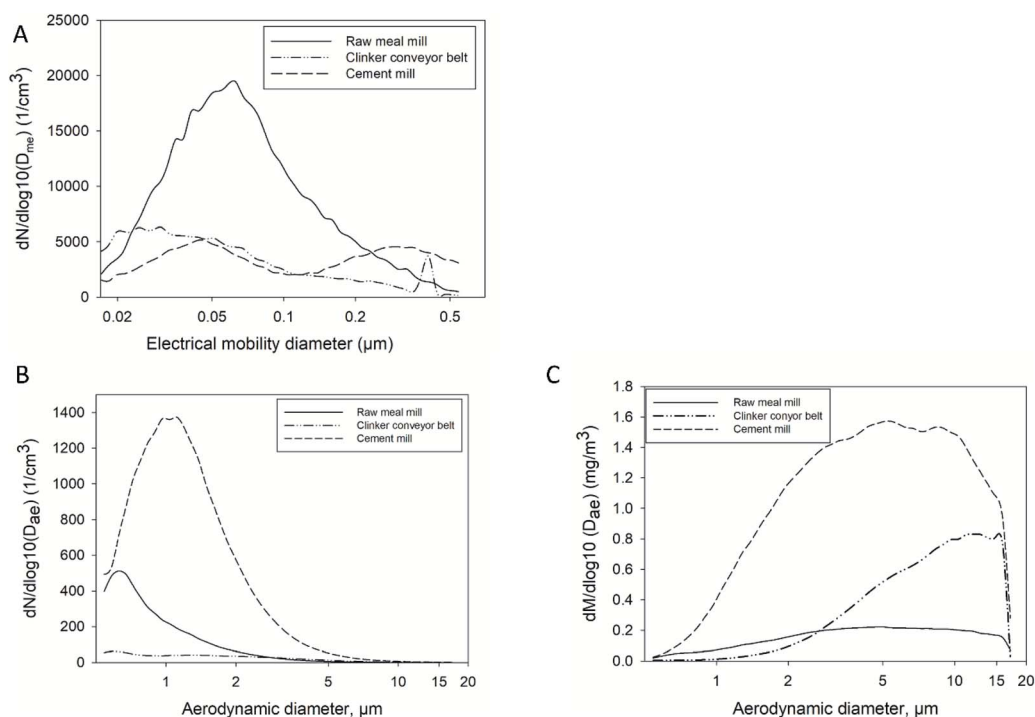 A
dN/dlog10(Dme) (1/cm3)
25000
20000
15000
10000
5000
0
Raw meal mill
Clinker conveyor belt
Cement mill
0.02 0.05 0.1 0.2 0.5
Electrical mobility diameter (µm)
B
dN/dlog10(Dae) (1/cm3)
1400
1200
1000
800
600
400
200
0
Raw meal mill
Clinker conveyor belt
Cement mill
1 2 5 10 15 20
Aerodynamic diameter, µm
C
dM/dlog10 (Dae) (mg/m3)
1.8
1.6
1.4
1.2
1.0
0.8
0.6
0.4
0.2
0.0
Raw meal mill
Clinker conyor belt
Cement mill
1 2 5 10 15 20
Aerodynamic diameter, µm